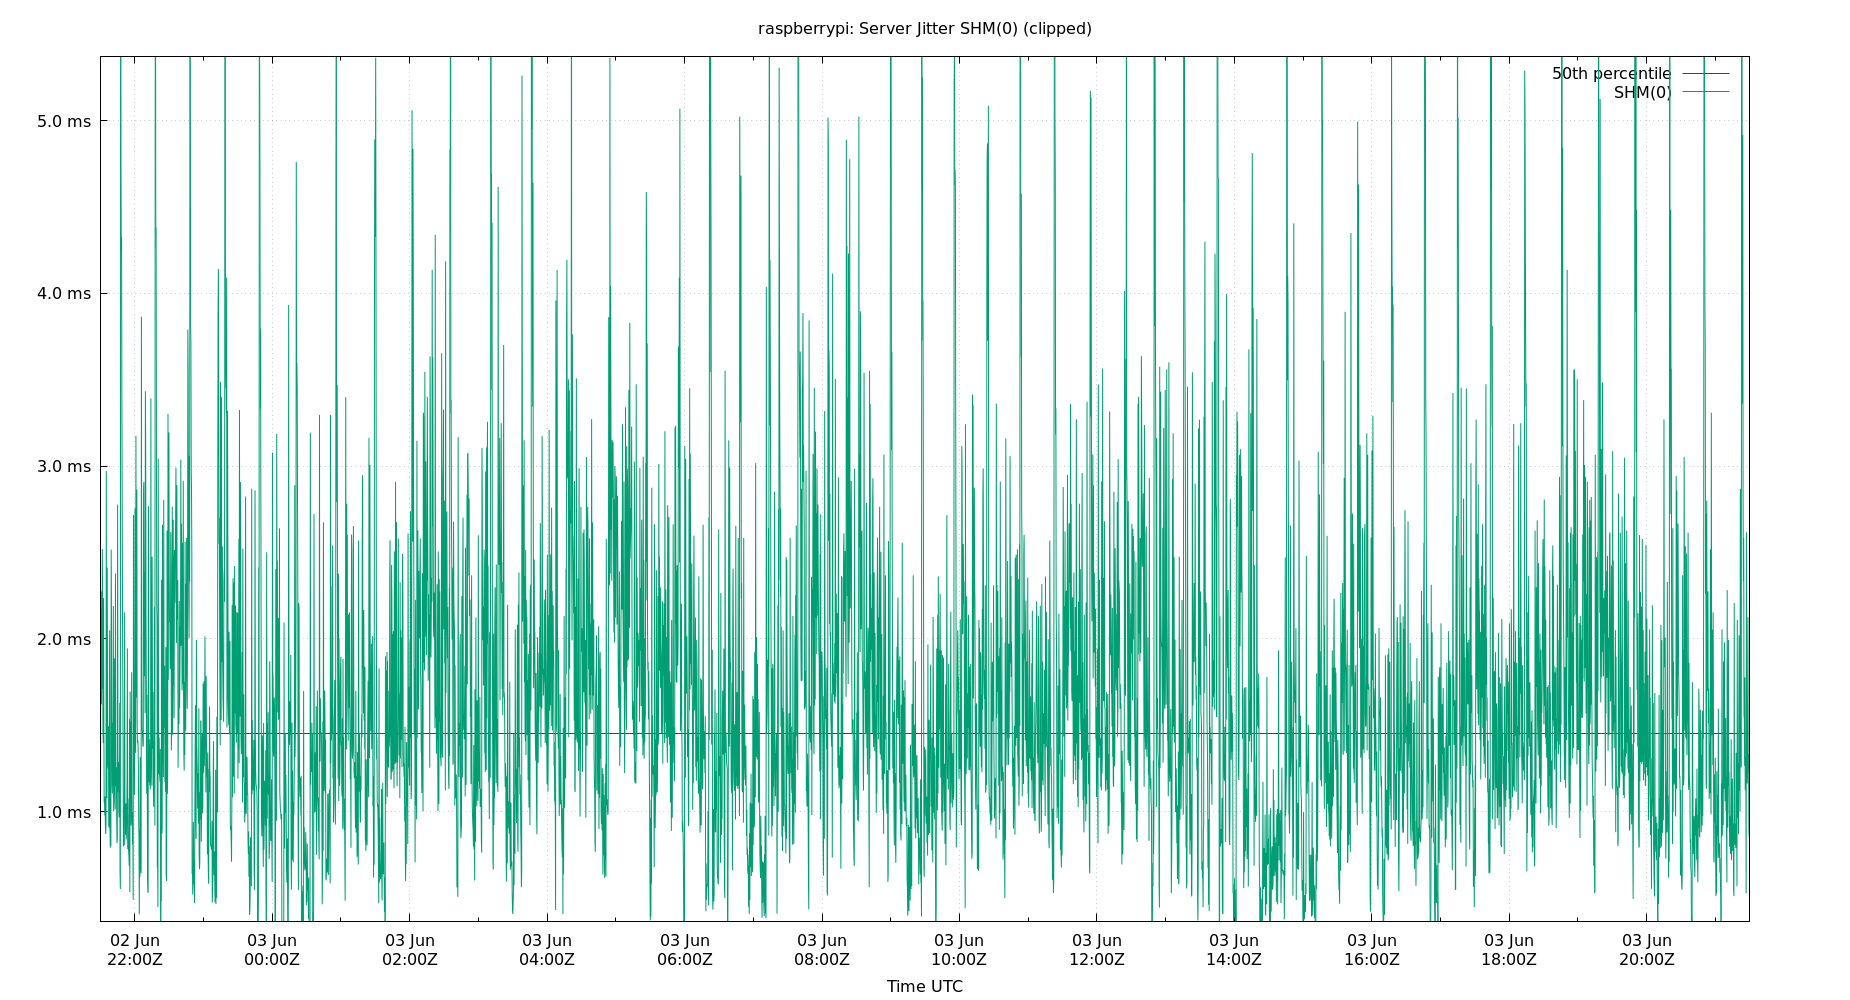 raspberrypi: Server Jitter SHM(0) (clipped)
50th percentile
SHM(0)
5.0 ms
4.0 ms
3.0 ms
2.0 ms
1.0 ms
02 Jun 03 Jun 03 Jun 03 Jun 03 Jun 03 Jun 03 Jun 03 Jun 03 Jun 03 Jun 03 Jun 03 Jun
22:00Z 00:00Z 02:00Z 04:00Z 06:00Z 08:00Z 10:00Z 12:00Z 14:00Z 16:00Z 18:00Z 20:00Z
Time UTC